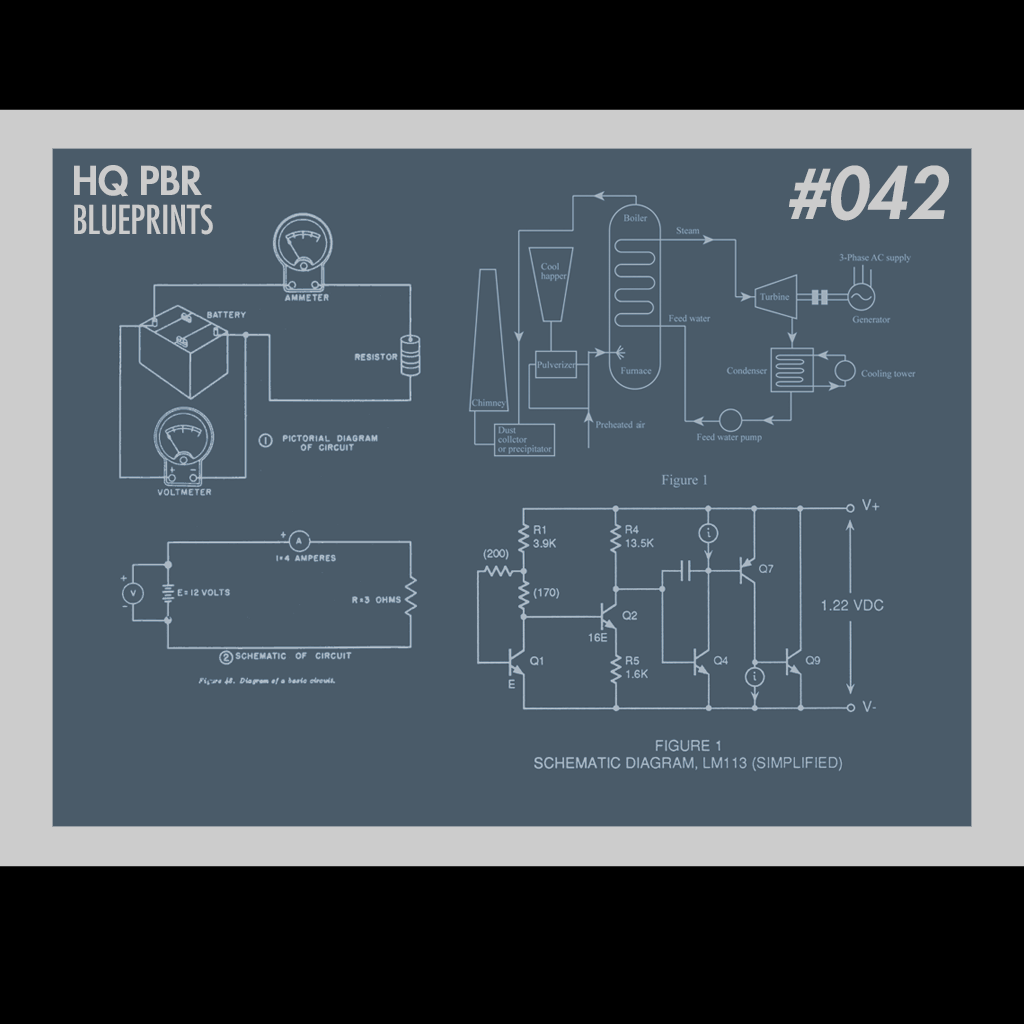 HQ PBR
BLUEPRINTS
#042
AMMETER
BATTERY
RESISTOR
1 PICTORIAL DIAGRAM
OF CIRCUIT
+ -
VOLTMETER
Boiler
Steam
Cool
happer
3-Phase AC supply
Turbine
Generator
Feed water
Pulverizer
Furnace
Condenser
Cooling tower
Chimney
Preheated air
Dust
collctor
or precipitator
Feed water pump
Figure 1
+ A
I=4 AMPERES
+
V
-
E=12 VOLTS
R=3 OHMS
2 SCHEMATIC OF CIRCUIT
Figure 48. Diagram of a basic circuit.
V+
R1
3.9K
R4
13.5K
i
(200)
(170)
Q7
1.22 VDC
Q2
16E
Q1
E
R5
1.6K
Q4
Q9
i
V-
FIGURE 1
SCHEMATIC DIAGRAM, LM113 (SIMPLIFIED)